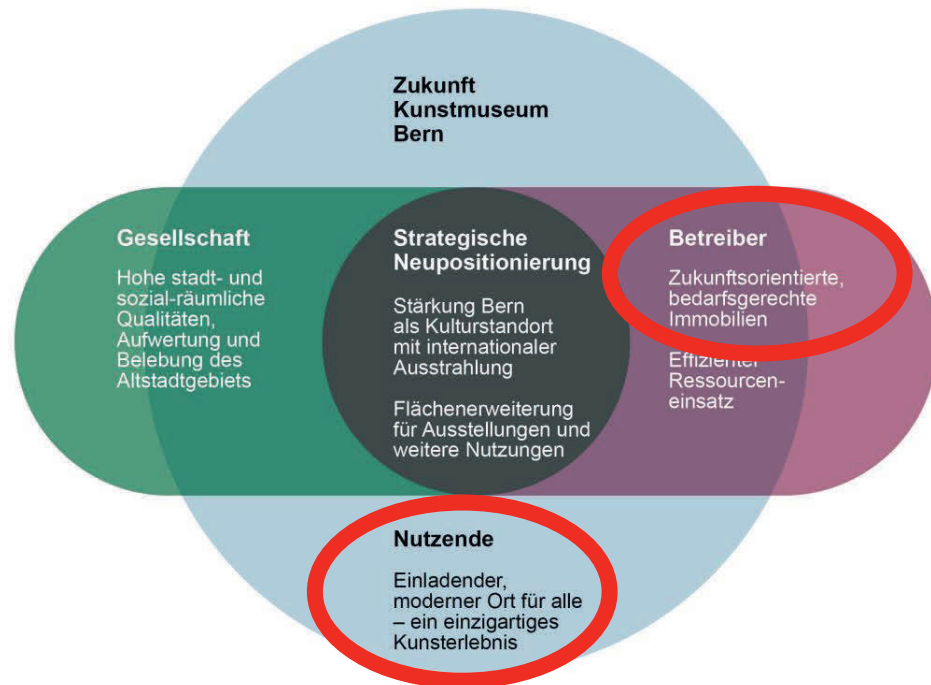 Zukunft
Kunstmuseum
Bern
Gesellschaft
Hohe stadt- und
sozial-räumliche
Qualitäten,
Aufwertung und
Belebung des
Altstadtgebiets
Strategische
Neupositionierung
Stärkung Bern
als Kulturstandort
mit internationaler
Ausstrahlung
Flächenerweiterung
für Ausstellungen und
weitere Nutzungen
Betreiber
Zukunftsorientierte,
bedarfsgerechte
Immobilien
Effizienter
Ressourcen-
einsatz
Nutzende
Einladender,
moderner Ort für alle
– ein einzigartiges
Kunsterlebnis